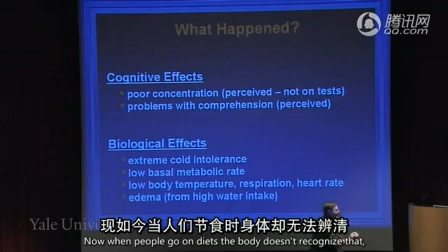 What Happened?
腾讯网
QQ.com
Cognitive Effects
• poor concentration (perceived – not on tests)
• problems with comprehension (perceived)
Biological Effects
• extreme cold intolerance
• low basal metabolic rate
• low body temperature, respiration, heart rate
• edema (from high water intake)
Yale Univer
现如今当人们节食时身体却无法辨清
Now when people go on diets the body doesn't recognize that,